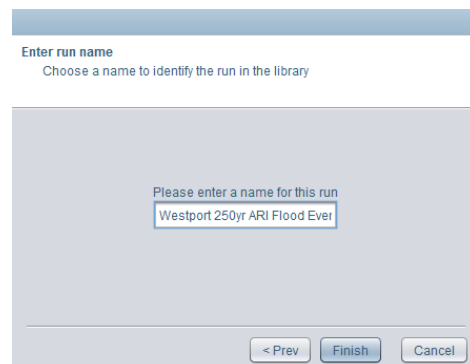 Enter run name
Choose a name to identify the run in the library
Please enter a name for this run
Westport 250yr ARI Flood Ever
< Prev Finish Cancel